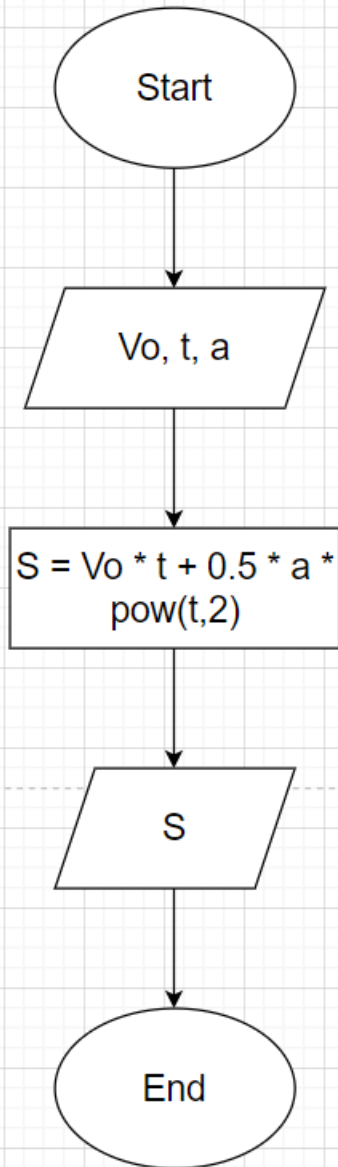 Start
Vo, t, a
S = Vo * t + 0.5 * a *
pow(t,2)
S
End